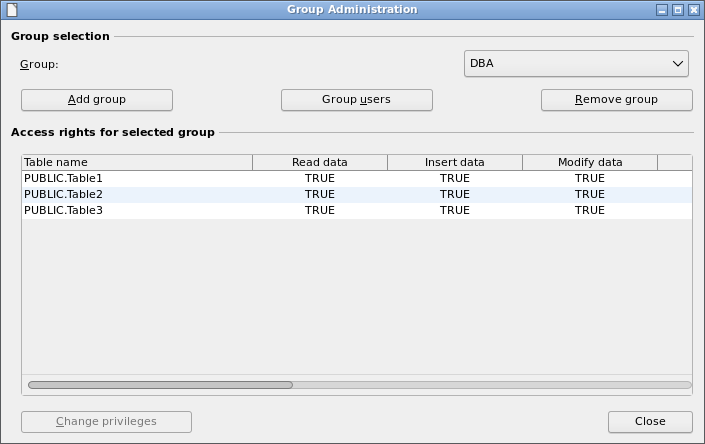 Group Administration
Group selection
Group:
DBA
Add group
Group users
Remove group
Access rights for selected group
Table name Read data Insert data Modify data
PUBLIC.Table1 TRUE TRUE TRUE
PUBLIC.Table2 TRUE TRUE TRUE
PUBLIC.Table3 TRUE TRUE TRUE
Change privileges
Close